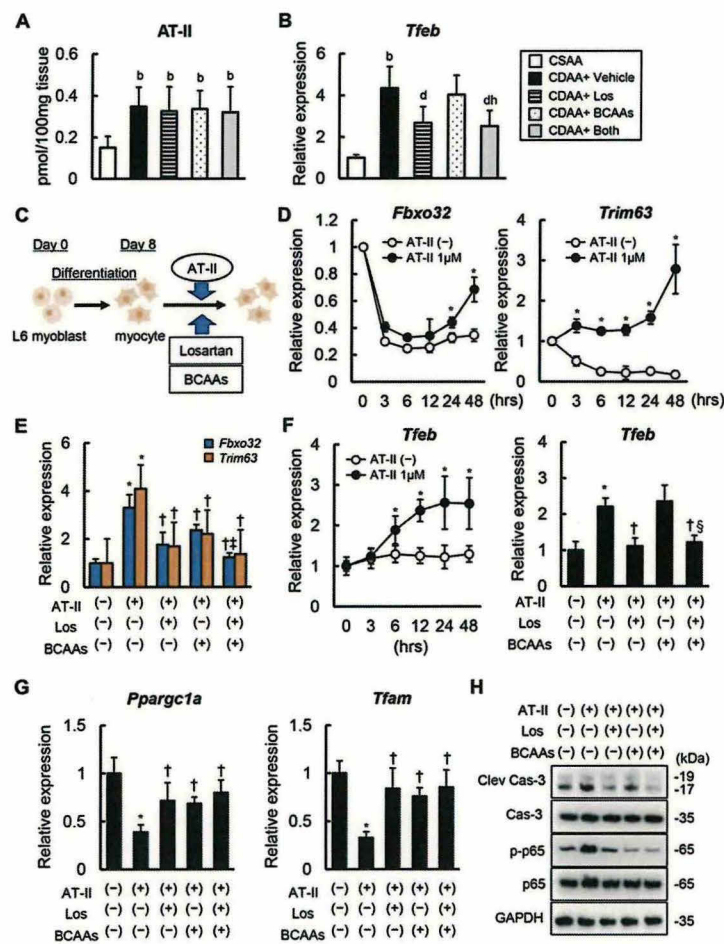 A
AT-II
pmol/100mg tissue
0.6
0.4
0.2
0
b
b
b
b
B
Tfeb
Relative expression
6
4
2
0
b
d
dh
CSAA
CDAA+ Vehicle
CDAA+ Los
CDAA+ BCAAs
CDAA+ Both
C
Day 0
Day 8
Differentiation
AT-II
L6 myoblast
myocyte
Losartan
BCAAs
D
Fbxo32
Relative expression
1.2
1
0.8
0.6
0.4
0.2
0
AT-II (−)
AT-II 1μM
* *
0 3 6 12 24 48 (hrs)
Trim63
Relative expression
4
3
2
1
0
AT-II (−)
AT-II 1μM
* * * * *
0 3 6 12 24 48 (hrs)
E
Relative expression
6
4
2
0
Fbxo32
Trim63
* * † † † † †‡ †
AT-II (−) (+) (+) (+) (+)
Los (−) (−) (+) (−) (+)
BCAAs (−) (−) (−) (+) (+)
F
Tfeb
Relative expression
4
3
2
1
0
AT-II (−)
AT-II 1μM
* * * *
0 3 6 12 24 48
(hrs)
Tfeb
Relative expression
4
3
2
1
0
* † †§
AT-II (−) (+) (+) (+) (+)
Los (−) (−) (+) (−) (+)
BCAAs (−) (−) (−) (+) (+)
G
Ppargc1a
Relative expression
1.5
1
0.5
0
* † † †
AT-II (−) (+) (+) (+) (+)
Los (−) (−) (+) (−) (+)
BCAAs (−) (−) (−) (+) (+)
Tfam
Relative expression
1.5
1
0.5
0
* † † †
AT-II (−) (+) (+) (+) (+)
Los (−) (−) (+) (−) (+)
BCAAs (−) (−) (−) (+) (+)
H
AT-II (−) (+) (+) (+) (+)
Los (−) (−) (+) (−) (+)
BCAAs (−) (−) (−) (+) (+)
(kDa)
Clev Cas-3
-19
-17
Cas-3 -35
p-p65 -65
p65 -65
GAPDH -35